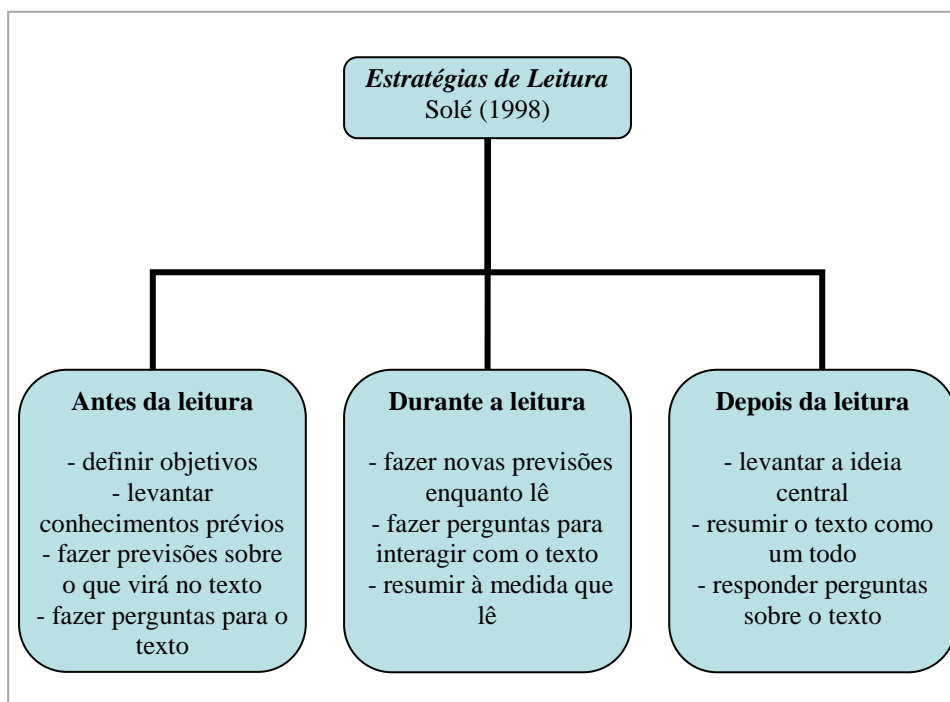 Estratégias de Leitura
Solé (1998)
Antes da leitura
- definir objetivos
- levantar
conhecimentos prévios
- fazer previsões sobre
o que virá no texto
- fazer perguntas para o
texto
Durante a leitura
- fazer novas previsões
enquanto lê
- fazer perguntas para
interagir com o texto
- resumir à medida que
lê
Depois da leitura
- levantar a ideia
central
- resumir o texto como
um todo
- responder perguntas
sobre o texto